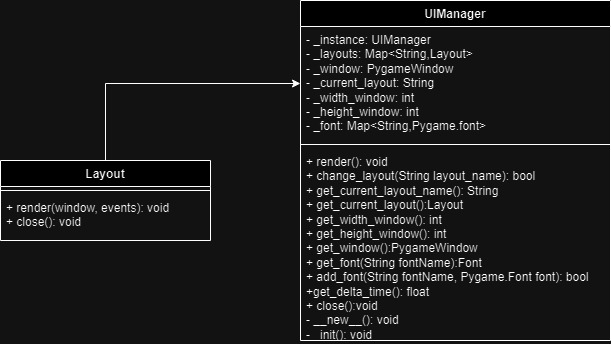 UIManager
- _instance: UIManager
- _layouts: Map<String,Layout>
- _window: PygameWindow
- _current_layout: String
- _width_window: int
- _height_window: int
- _font: Map<String,Pygame.font>
+ render(): void
+ change_layout(String layout_name): bool
+ get_current_layout_name(): String
+ get_current_layout():Layout
+ get_width_window(): int
+ get_height_window(): int
+ get_window():PygameWindow
+ get_font(String fontName):Font
+ add_font(String fontName, Pygame.Font font): bool
+get_delta_time(): float
+ close():void
- __new__(): void
- _init(): void
Layout
+ render(window, events): void
+ close(): void